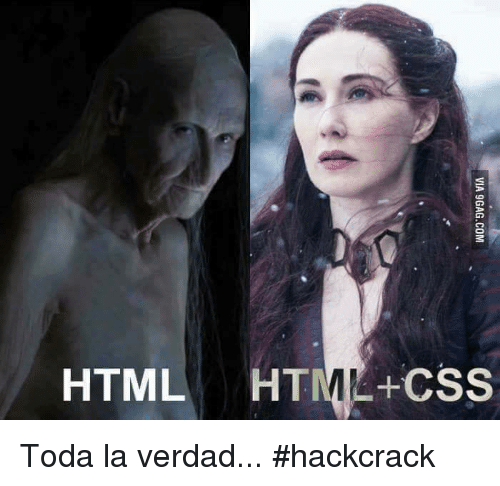 VIA 9GAG.COM
HTML
HTML+CSS
Toda la verdad... #hackcrack